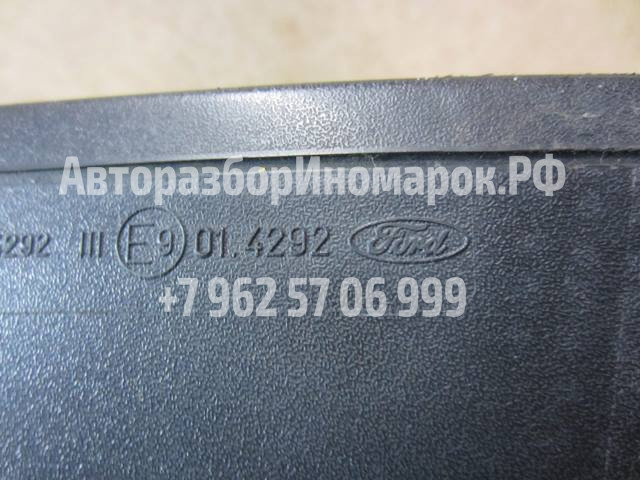 АвторазборИномарок.РФ
292 III E9 01.4292 Ford
+7 962 57 06 999